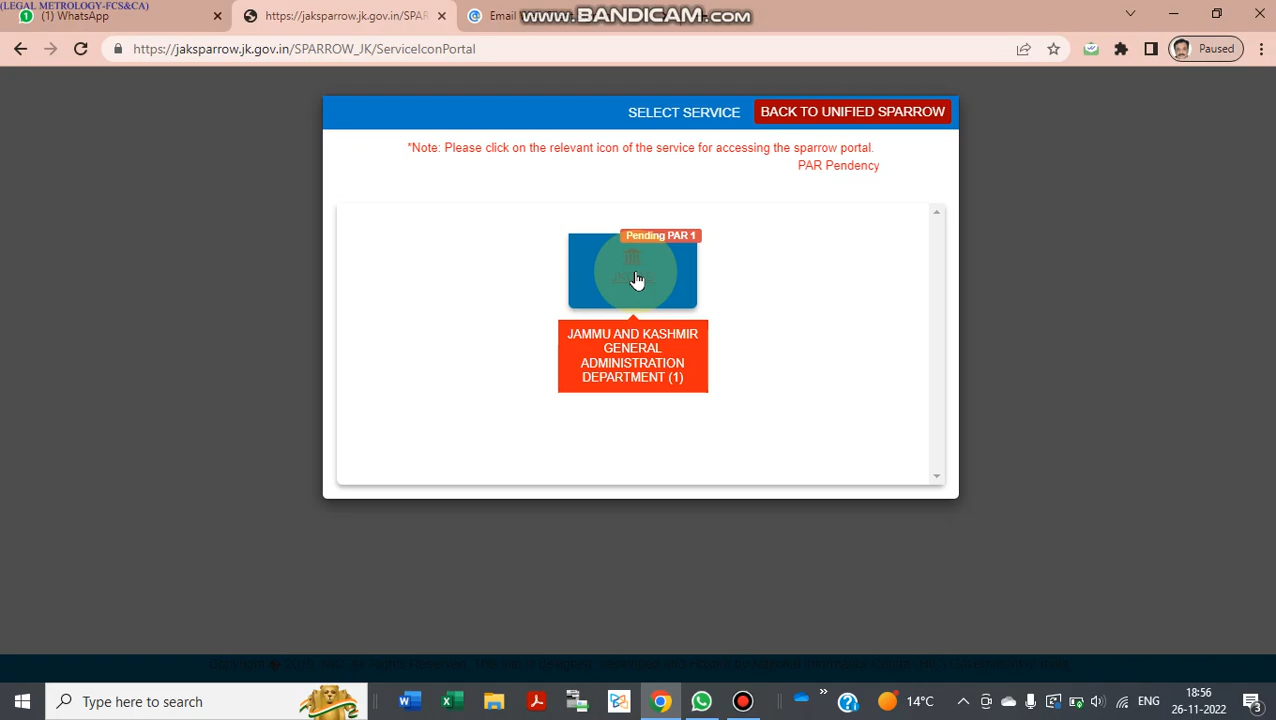 (LEGAL METROLOGY-FCS&CA)
(1) WhatsApp
https://jaksparrow.jk.gov.in/SPAR
Email
www.BANDICAM.com
https://jaksparrow.jk.gov.in/SPARROW_JK/ServiceIconPortal
Paused
SELECT SERVICE
BACK TO UNIFIED SPARROW
*Note: Please click on the relevant icon of the service for accessing the sparrow portal.
PAR Pendency
Pending PAR 1
JAMMU AND KASHMIR
GENERAL
ADMINISTRATION
DEPARTMENT (1)
Type here to search
14°C
ENG
18:56
26-11-2022
3